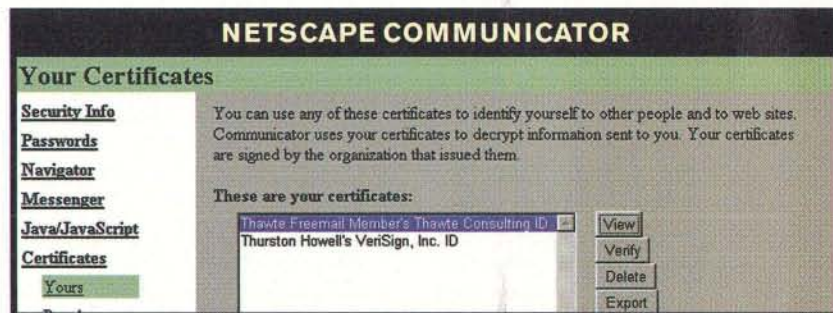 NETSCAPE COMMUNICATOR
Your Certificates
Security Info
Passwords
Navigator
Messenger
Java/JavaScript
Certificates
Yours
You can use any of these certificates to identify yourself to other people and to web sites.
Communicator uses your certificates to decrypt information sent to you. Your certificates
are signed by the organization that issued them.
These are your certificates:
Thawte Freemail Member's Thawte Consulting ID
Thurston Howell's VeriSign, Inc. ID
View
Verify
Delete
Export